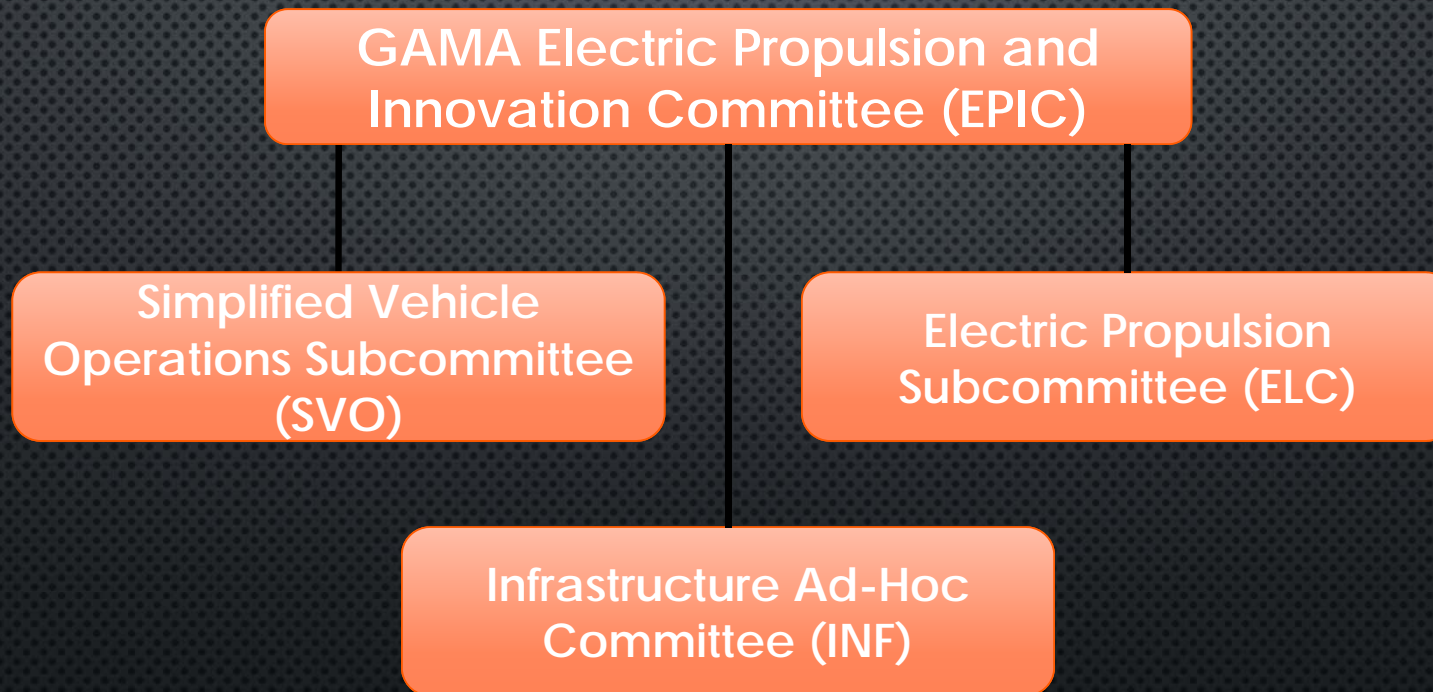 GAMA Electric Propulsion and
Innovation Committee (EPIC)
Simplified Vehicle
Operations Subcommittee
(SVO)
Electric Propulsion
Subcommittee (ELC)
Infrastructure Ad-Hoc
Committee (INF)